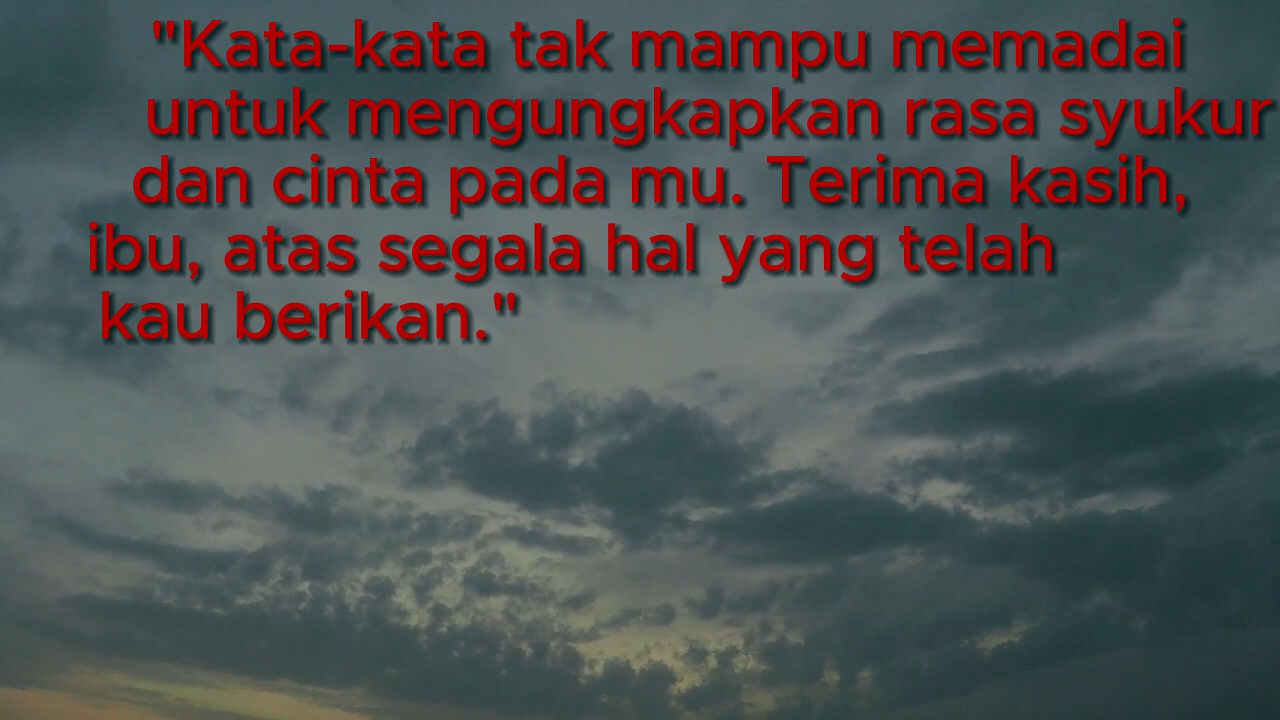 "Kata-kata tak mampu memadai
untuk mengungkapkan rasa syukur
dan cinta pada mu. Terima kasih,
ibu, atas segala hal yang telah
kau berikan."